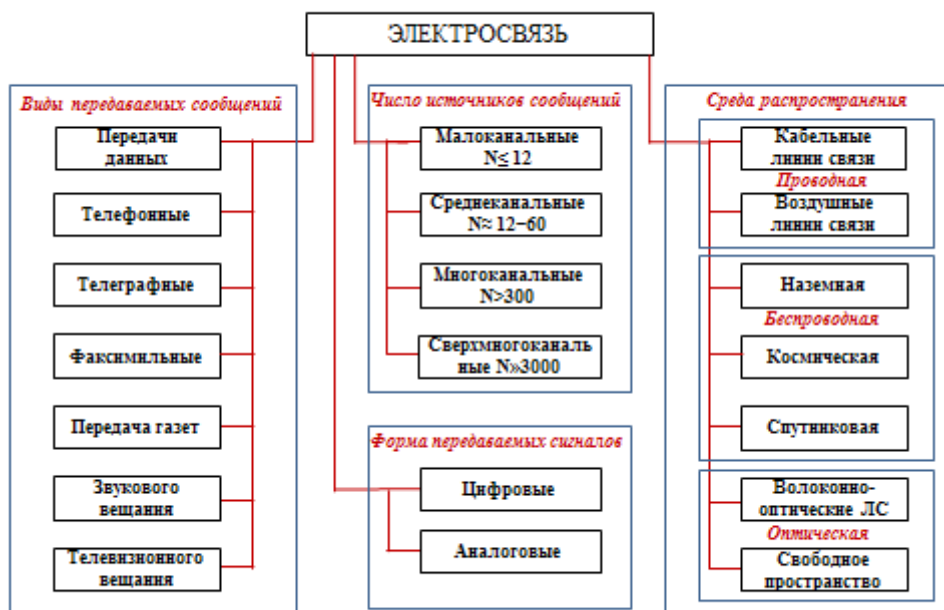 ЭЛЕКТРОСВЯЗЬ
Виды передаваемых сообщений
Передачи
данных
Телефонные
Телеграфные
Факсимильные
Передача газет
Звукового
вещания
Телевизионного
вещания
Число источников сообщений
Малоканальные
N≤ 12
Среднеканальные
N≈ 12−60
Многоканальные
N>300
Сверхмногоканаль
ные N»3000
Форма передаваемых сигналов
Цифровые
Аналоговые
Среда распространения
Кабельные
линии связи
Проводная
Воздушные
линии связи
Наземная
Беспроводная
Космическая
Спутниковая
Волоконно-
оптические ЛС
Оптическая
Свободное
пространство